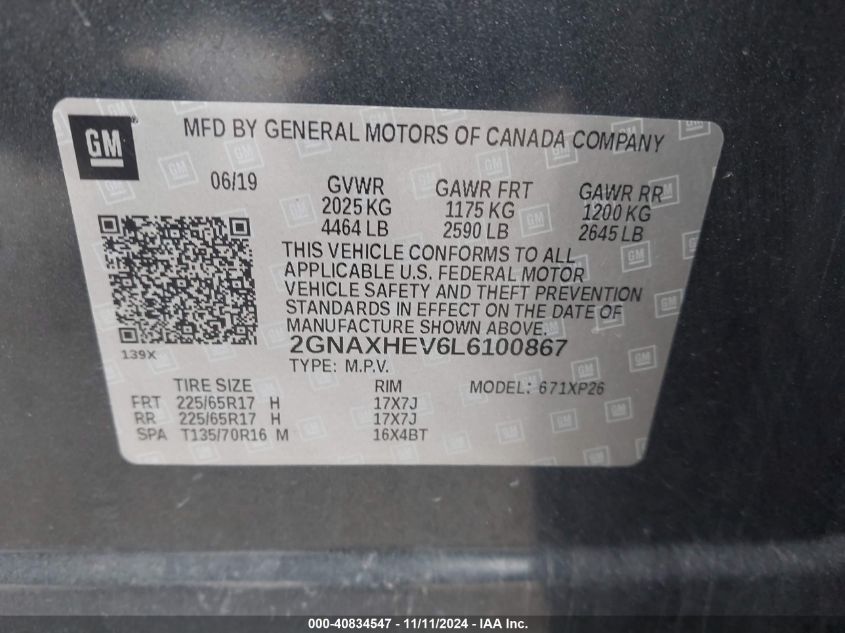 GM
MFD BY GENERAL MOTORS OF CANADA COMPANY
06/19 GVWR GAWR FRT GAWR RR
2025 KG 1175 KG 1200 KG
4464 LB 2590 LB 2645 LB
THIS VEHICLE CONFORMS TO ALL
APPLICABLE U.S. FEDERAL MOTOR
VEHICLE SAFETY AND THEFT PREVENTION
STANDARDS IN EFFECT ON THE DATE OF
MANUFACTURE SHOWN ABOVE.
139X 2GNAXHEV6L6100867
TYPE: M.P.V.
TIRE SIZE RIM MODEL: 671XP26
FRT 225/65R17 H 17X7J
RR 225/65R17 H 17X7J
SPA T135/70R16 M 16X4BT
000-40834547 - 11/11/2024 - IAA Inc.